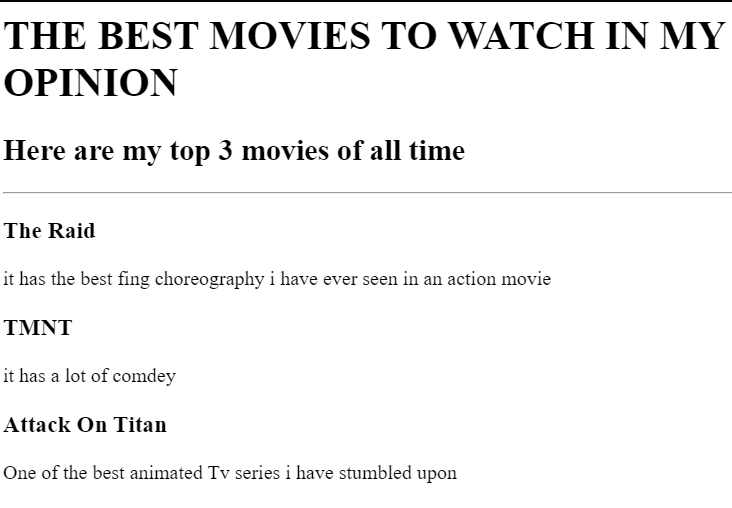 THE BEST MOVIES TO WATCH IN MY
OPINION
Here are my top 3 movies of all time
The Raid
it has the best fing choreography i have ever seen in an action movie
TMNT
it has a lot of comdey
Attack On Titan
One of the best animated Tv series i have stumbled upon